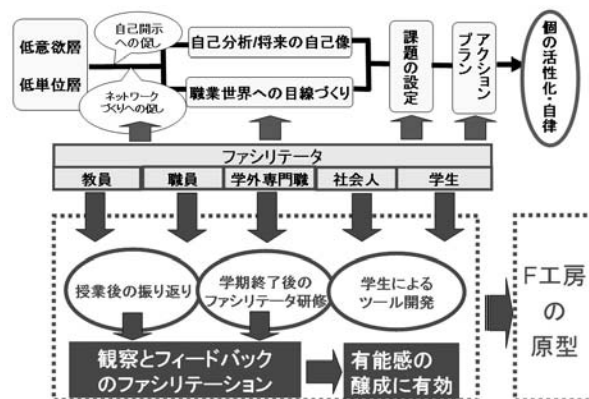 低意欲層
低単位層
自己開示
への促し
ネットワーク
づくりへの促し
自己分析/将来の自己像
職業世界への目線づくり
課題の設定
アクション
プラン
個の活性化・自律
ファシリテータ
教員
職員
学外専門職
社会人
学生
授業後の振り返り
学期終了後の
ファシリテータ研修
学生による
ツール開発
観察とフィードバック
のファシリテーション
有能感の
醸成に有効
F工房
の
原型